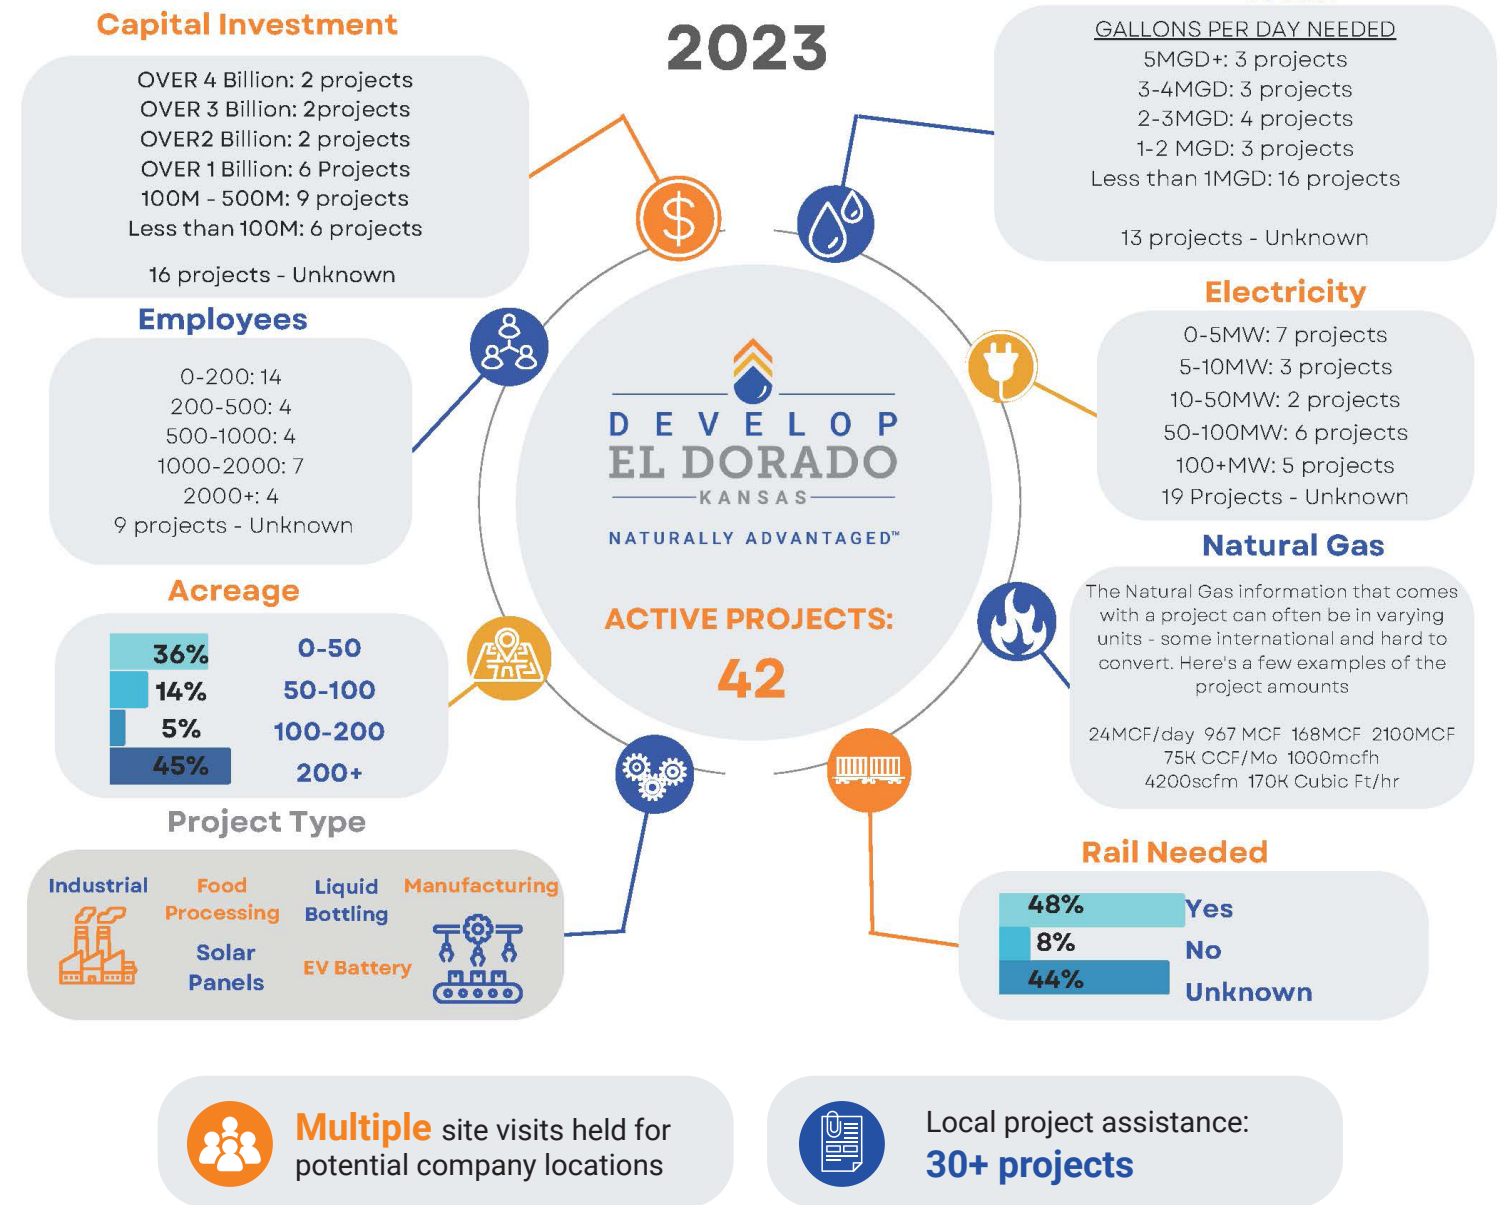 2023
Capital Investment
OVER 4 Billion: 2 projects
OVER 3 Billion: 2projects
OVER2 Billion: 2 projects
OVER 1 Billion: 6 Projects
100M - 500M: 9 projects
Less than 100M: 6 projects
16 projects - Unknown
Employees
0-200: 14
200-500: 4
500-1000: 4
1000-2000: 7
2000+: 4
9 projects - Unknown
Acreage
36% 0-50
14% 50-100
5% 100-200
45% 200+
Project Type
Industrial
Food
Processing
Liquid
Bottling
Manufacturing
Solar
Panels
EV Battery
DEVELOP
EL DORADO
KANSAS
NATURALLY ADVANTAGED™
ACTIVE PROJECTS:
42
GALLONS PER DAY NEEDED
5MGD+: 3 projects
3-4MGD: 3 projects
2-3MGD: 4 projects
1-2 MGD: 3 projects
Less than 1MGD: 16 projects
13 projects - Unknown
Electricity
0-5MW: 7 projects
5-10MW: 3 projects
10-50MW: 2 projects
50-100MW: 6 projects
100+MW: 5 projects
19 Projects - Unknown
Natural Gas
The Natural Gas information that comes
with a project can often be in varying
units - some international and hard to
convert. Here's a few examples of the
project amounts
24MCF/day 967 MCF 168MCF 2100MCF
75K CCF/Mo 1000mcfh
4200scfm 170K Cubic Ft/hr
Rail Needed
48% Yes
8% No
44% Unknown
Multiple site visits held for
potential company locations
Local project assistance:
30+ projects